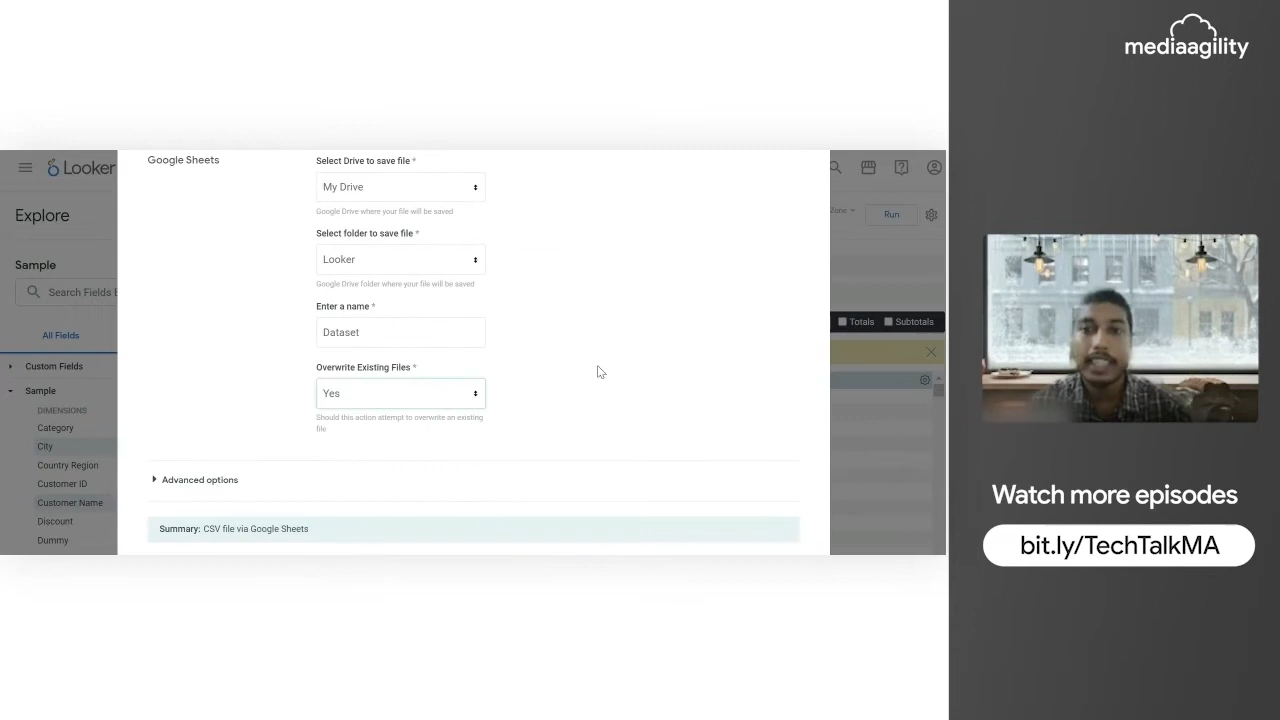 mediaagility
Looker
Explore
Sample
Search Fields E
All Fields
Custom Fields
Sample
DIMENSIONS
Category
City
Country Region
Customer ID
Customer Name
Discount
Dummy
Google Sheets
Select Drive to save file *
My Drive
Google Drive where your file will be saved
Select folder to save file *
Looker
Google Drive folder where your file will be saved
Enter a name *
Dataset
Overwrite Existing Files *
Yes
Should this action attempt to overwrite an existing
file
Advanced options
Summary: CSV file via Google Sheets
Zone
Run
Totals
Subtotals
Watch more episodes
bit.ly/TechTalkMA